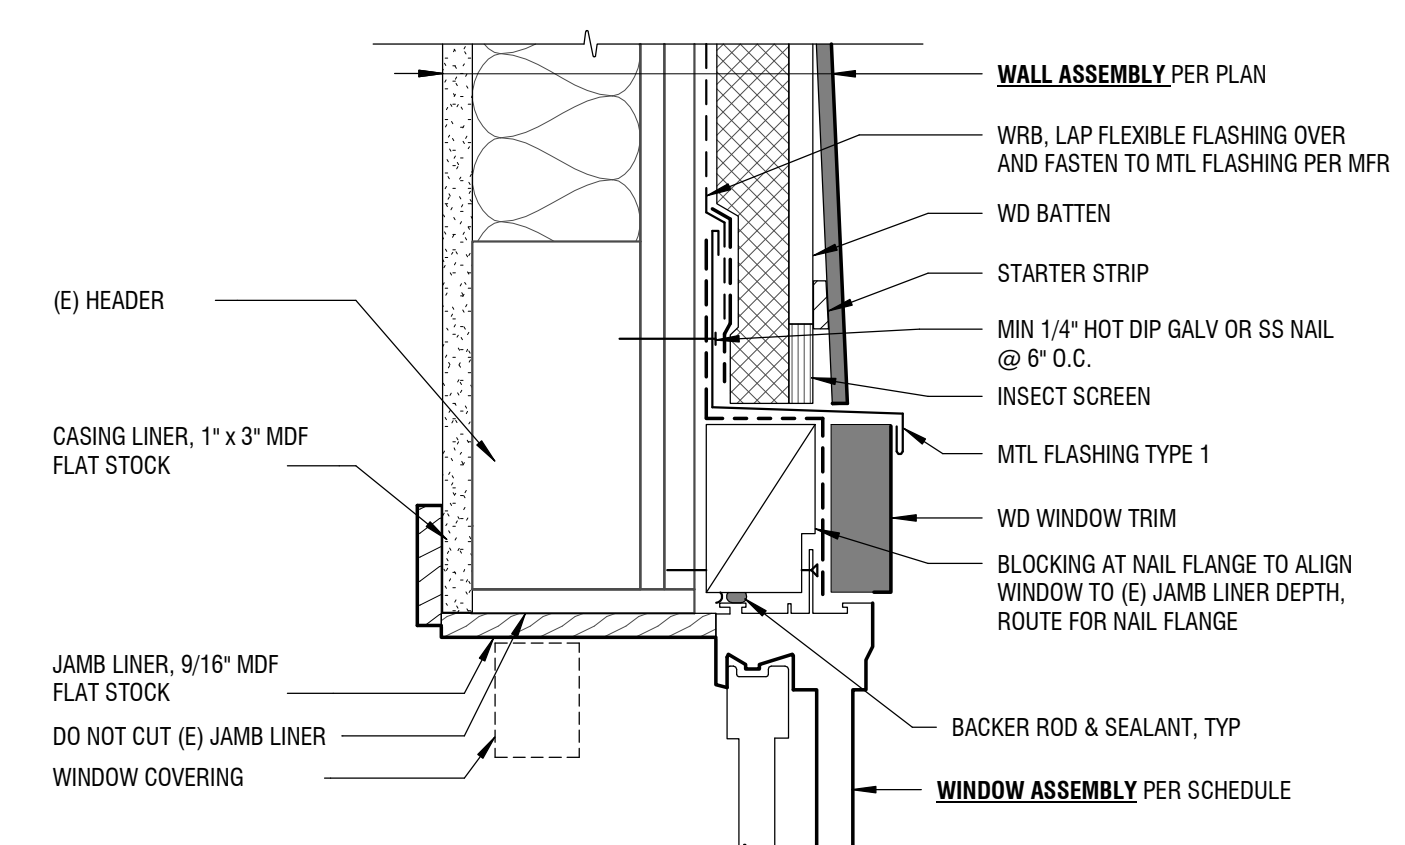 WALL ASSEMBLY PER PLAN
WRB, LAP FLEXIBLE FLASHING OVER
AND FASTEN TO MTL FLASHING PER MFR
WD BATTEN
STARTER STRIP
MIN 1/4" HOT DIP GALV OR SS NAIL
@ 6" O.C.
INSECT SCREEN
MTL FLASHING TYPE 1
WD WINDOW TRIM
BLOCKING AT NAIL FLANGE TO ALIGN
WINDOW TO (E) JAMB LINER DEPTH,
ROUTE FOR NAIL FLANGE
BACKER ROD & SEALANT, TYP
WINDOW ASSEMBLY PER SCHEDULE
(E) HEADER
CASING LINER, 1" x 3" MDF
FLAT STOCK
JAMB LINER, 9/16" MDF
FLAT STOCK
DO NOT CUT (E) JAMB LINER
WINDOW COVERING